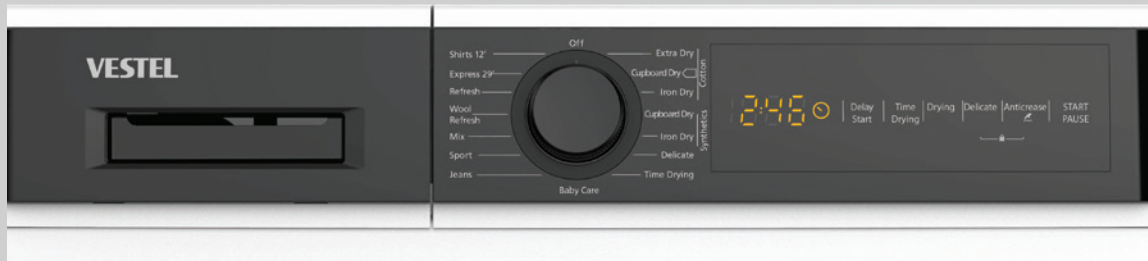 VESTEL
Off
Shirts 12'
Express 29'
Refresh
Wool
Refresh
Mix
Sport
Jeans
Baby Care
Extra Dry
Cupboard Dry
Iron Dry
Cotton
Cupboard Dry
Iron Dry
Synthetics
Delicate
Time Drying
2:46
Delay
Start
Time
Drying
Drying
Delicate
Anticrease
START
PAUSE